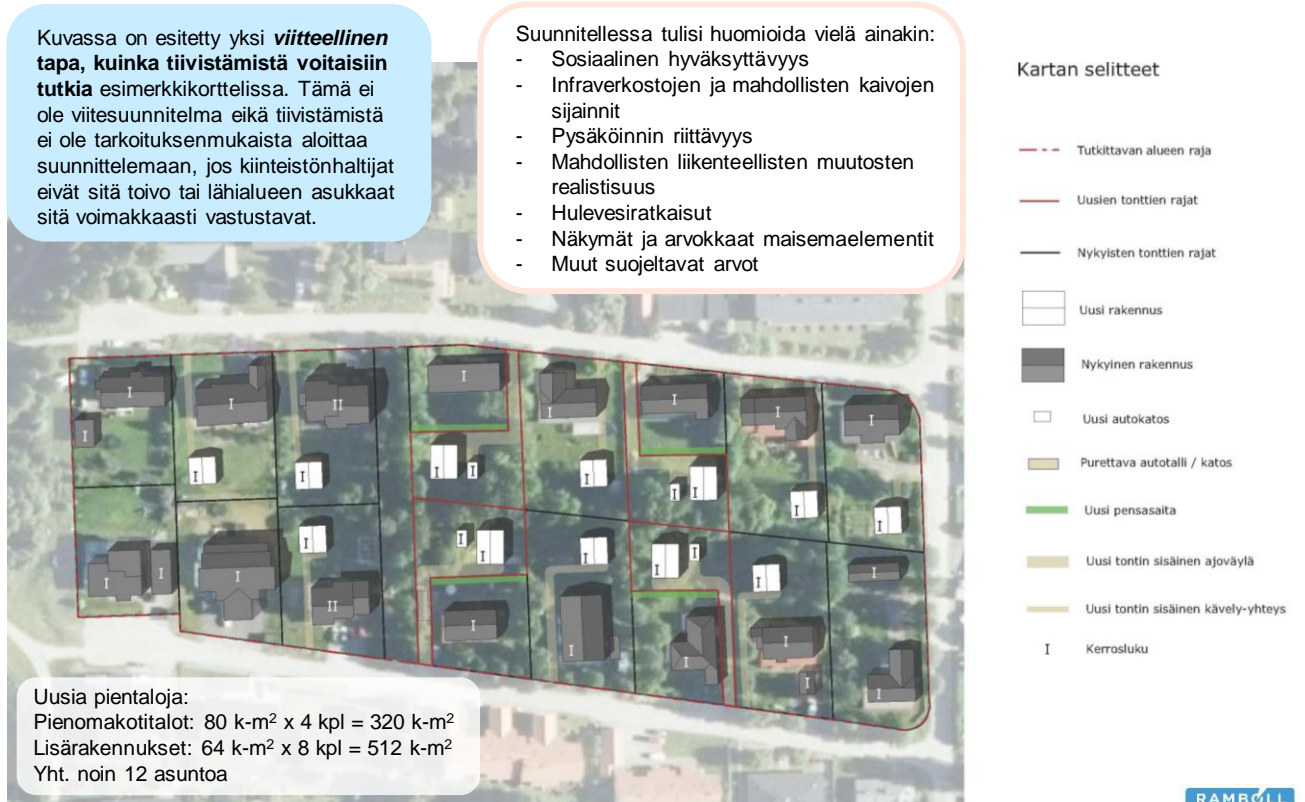 Kuvassa on esitetty yksi viitteellinen
tapa, kuinka tiivistämistä voitaisiin
tutkia esimerkkikorttelissa. Tämä ei
ole viitesuunnitelma eikä tiivistämistä
ei ole tarkoituksenmukaista aloittaa
suunnittelemaan, jos kiinteistönhaltijat
eivät sitä toivo tai lähialueen asukkaat
sitä voimakkaasti vastustavat.
Suunnitellessa tulisi huomioida vielä ainakin:
- Sosiaalinen hyväksyttävyys
- Infraverkostojen ja mahdollisten kaivojen
sijainnit
- Pysäköinnin riittävyys
- Mahdollisten liikenteellisten muutosten
realistisuus
- Hulevesiratkaisut
- Näkymät ja arvokkaat maisemaelementit
- Muut suojeltavat arvot
Kartan selitteet
Tutkittavan alueen raja
Uusien tonttien rajat
Nykyisten tonttien rajat
Uusi rakennus
Nykyinen rakennus
Uusi autokatos
Purettava autotalli / katos
Uusi pensasaita
Uusi tontin sisäinen ajoväylä
Uusi tontin sisäinen kävely-yhteys
I Kerrosluku
I I II I I I I I
I
I I I I I I I I I
I I I I I I I I
I I I II I I I I I
I I
Uusia pientaloja:
Pienomakotitalot: 80 k-m² x 4 kpl = 320 k-m²
Lisärakennukset: 64 k-m² x 8 kpl = 512 k-m²
Yht. noin 12 asuntoa
RAMBOLL